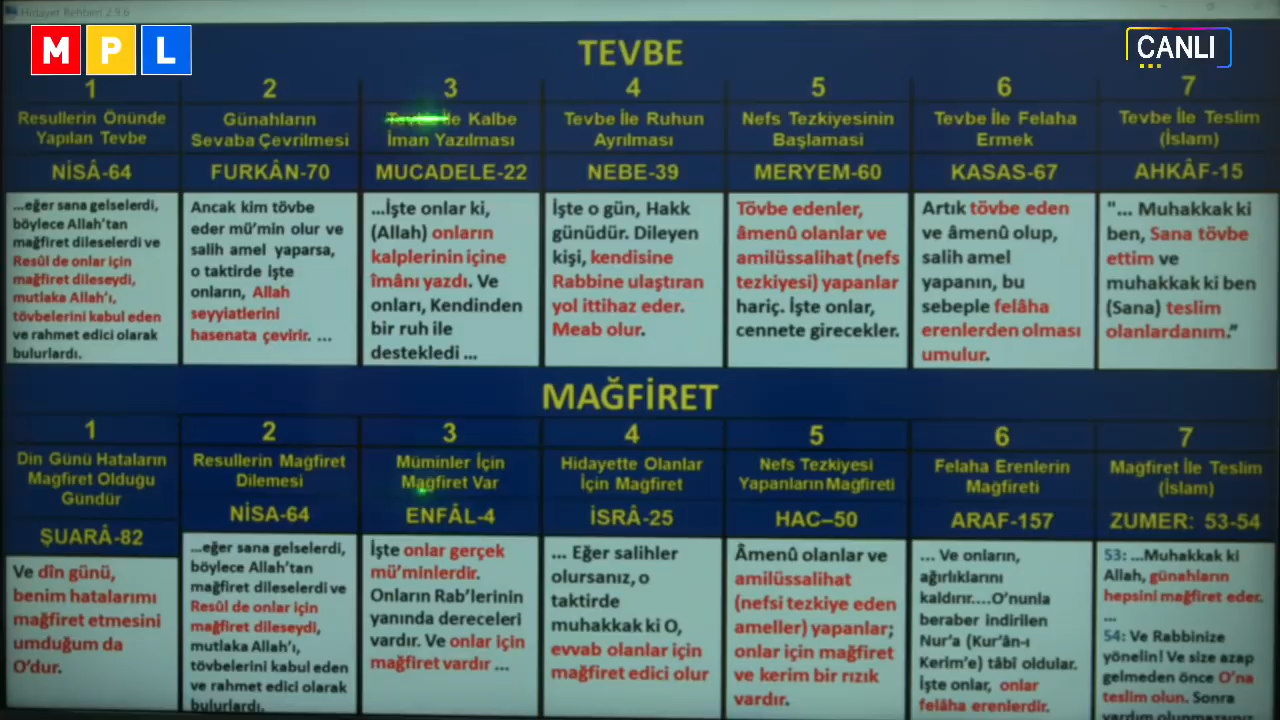 Hidayet Rehberi 2.9.6
M P L
CANLI
TEVBE
1
Resullerin Önünde
Yapılan Tevbe
NİSÂ-64
...eğer sana gelselerdi,
böylece Allah'tan
mağfiret dileselerdi ve
Resûl de onlar için
mağfiret dileseydi,
mutlaka Allah'ı,
tövbelerini kabul eden
ve rahmet edici olarak
bulurlardı.
2
Günahların
Sevaba Çevrilmesi
FURKÂN-70
Ancak kim tövbe
eder mü'min olur ve
salih amel yaparsa,
o taktirde işte
onların, Allah
seyyiatlerini
hasenata çevirir. ...
3
Tevbe İle Kalbe
İman Yazılması
MUCADELE-22
...İşte onlar ki,
(Allah) onların
kalplerinin içine
îmânı yazdı. Ve
onları, Kendinden
bir ruh ile
destekledi ...
4
Tevbe İle Ruhun
Ayrılması
NEBE-39
İşte o gün, Hakk
günüdür. Dileyen
kişi, kendisine
Rabbine ulaştıran
yol ittihaz eder.
Meab olur.
5
Nefs Tezkiyesinin
Başlaması
MERYEM-60
Tövbe edenler,
âmenû olanlar ve
amilüssalihat (nefs
tezkiyesi) yapanlar
hariç. İşte onlar,
cennete girecekler.
6
Tevbe İle Felaha
Ermek
KASAS-67
Artık tövbe eden
ve âmenû olup,
salih amel
yapanın, bu
sebeple felâha
erenlerden olması
umulur.
7
Tevbe İle Teslim
(İslam)
AHKÂF-15
"... Muhakkak ki
ben, Sana tövbe
ettim ve
muhakkak ki ben
(Sana) teslim
olanlardanım."
MAĞFİRET
1
Din Günü Hataların
Mağfiret Olduğu
Gündür
ŞUARÂ-82
Ve dîn günü,
benim hatalarımı
mağfiret etmesini
umduğum da
O'dur.
2
Resullerin Mağfiret
Dilemesi
NİSA-64
...eğer sana gelselerdi,
böylece Allah'tan
mağfiret dileselerdi ve
Resûl de onlar için
mağfiret dileseydi,
mutlaka Allah'ı,
tövbelerini kabul eden
ve rahmet edici olarak
bulurlardı.
3
Müminler İçin
Mağfiret Var
ENFÂL-4
İşte onlar gerçek
mü'minlerdir.
Onların Rab'lerinin
yanında dereceleri
vardır. Ve onlar için
mağfiret vardır ...
4
Hidayette Olanlar
İçin Mağfiret
İSRÂ-25
... Eğer salihler
olursanız, o
taktirde
muhakkak ki O,
evvab olanlar için
mağfiret edici olur
5
Nefs Tezkiyesi
Yapanların Mağfireti
HAC–50
Âmenû olanlar ve
amilüssalihat
(nefsi tezkiye eden
ameller) yapanlar;
onlar için mağfiret
ve kerim bir rızık
vardır.
6
Felaha Erenlerin
Mağfireti
ARAF-157
... Ve onların,
ağırlıklarını
kaldırır....O'nunla
beraber indirilen
Nur'a (Kur'ân-ı
Kerim'e) tâbî oldular.
İşte onlar, onlar
felâha erenlerdir.
7
Mağfiret İle Teslim
(İslam)
ZUMER: 53-54
53: ...Muhakkak ki
Allah, günahların
hepsini mağfiret eder.
...
54: Ve Rabbinize
yönelin! Ve size azap
gelmeden önce O'na
teslim olun. Sonra
yardım olunmazsınız